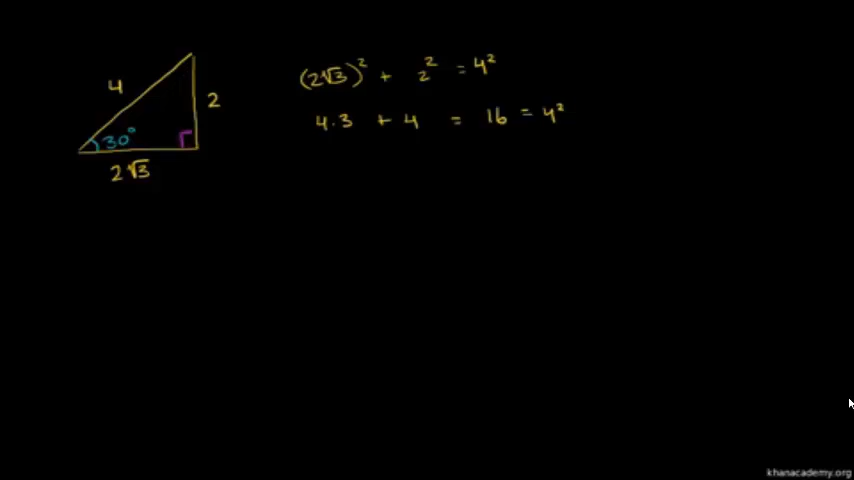 4
2
30°
2√3
(2√3)² + 2² = 4²
4·3 + 4 = 16 = 4²
khanacademy.org